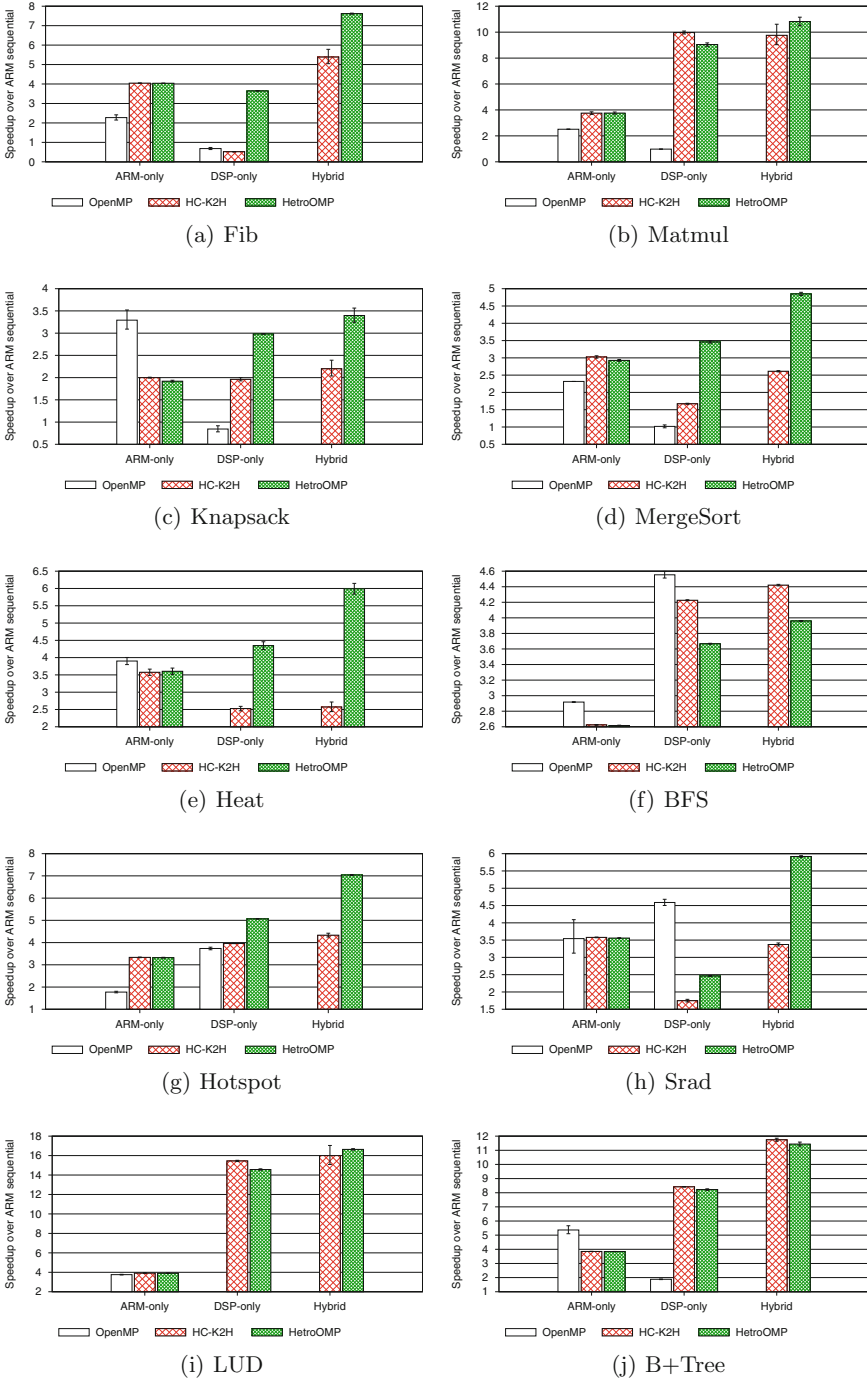 Speedup over ARM sequential
8
7
6
5
4
3
2
1
0
ARM-only DSP-only Hybrid
OpenMP HC-K2H HetroOMP
(a) Fib
Speedup over ARM sequential
12
10
8
6
4
2
0
ARM-only DSP-only Hybrid
OpenMP HC-K2H HetroOMP
(b) Matmul
Speedup over ARM sequential
4
3.5
3
2.5
2
1.5
1
0.5
ARM-only DSP-only Hybrid
OpenMP HC-K2H HetroOMP
(c) Knapsack
Speedup over ARM sequential
5
4.5
4
3.5
3
2.5
2
1.5
1
0.5
ARM-only DSP-only Hybrid
OpenMP HC-K2H HetroOMP
(d) MergeSort
Speedup over ARM sequential
6.5
6
5.5
5
4.5
4
3.5
3
2.5
2
ARM-only DSP-only Hybrid
OpenMP HC-K2H HetroOMP
(e) Heat
Speedup over ARM sequential
4.6
4.4
4.2
4
3.8
3.6
3.4
3.2
3
2.8
2.6
ARM-only DSP-only Hybrid
OpenMP HC-K2H HetroOMP
(f) BFS
Speedup over ARM sequential
8
7
6
5
4
3
2
1
ARM-only DSP-only Hybrid
OpenMP HC-K2H HetroOMP
(g) Hotspot
Speedup over ARM sequential
6
5.5
5
4.5
4
3.5
3
2.5
2
1.5
ARM-only DSP-only Hybrid
OpenMP HC-K2H HetroOMP
(h) Srad
Speedup over ARM sequential
18
16
14
12
10
8
6
4
2
ARM-only DSP-only Hybrid
OpenMP HC-K2H HetroOMP
(i) LUD
Speedup over ARM sequential
12
11
10
9
8
7
6
5
4
3
2
1
ARM-only DSP-only Hybrid
OpenMP HC-K2H HetroOMP
(j) B+Tree